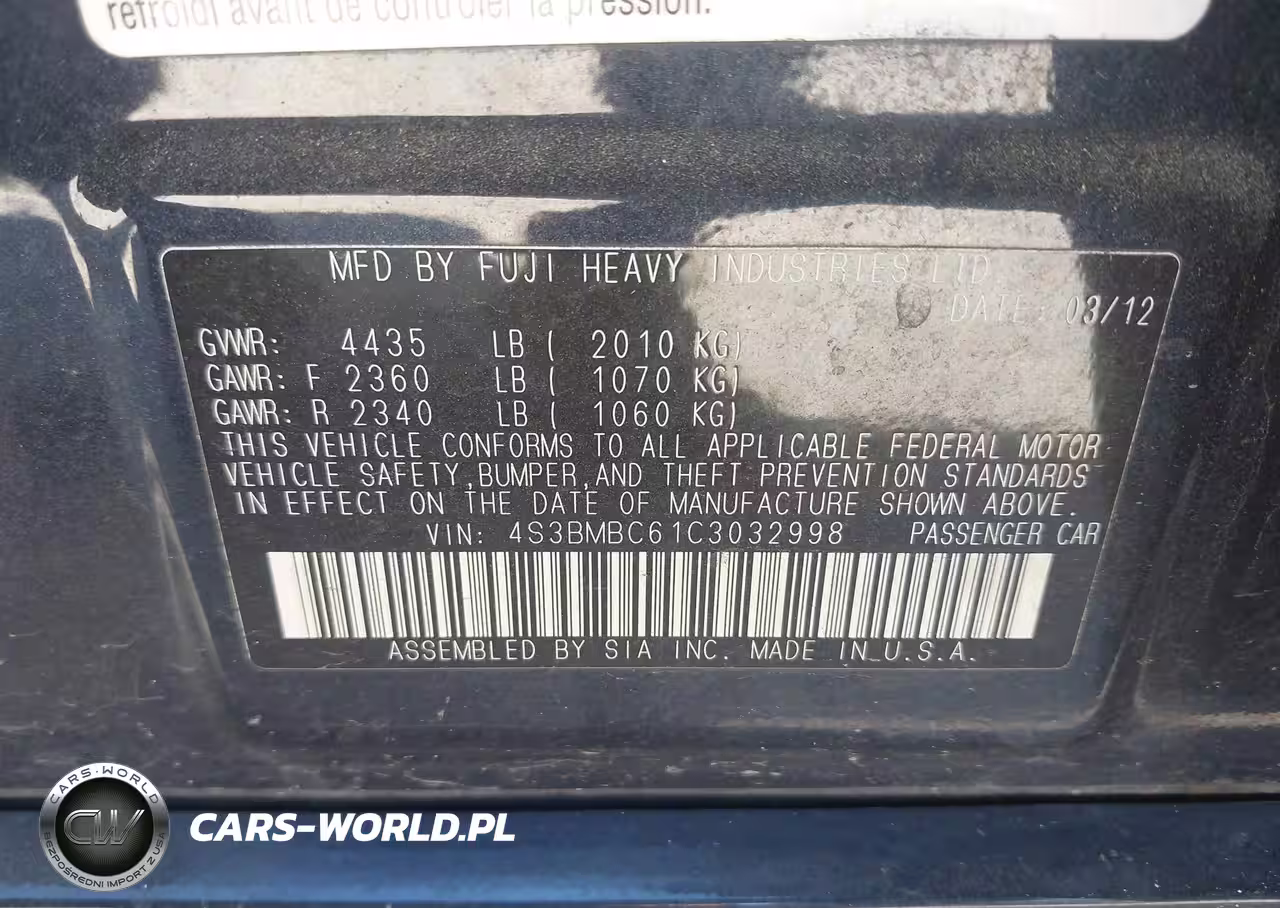 refroidi avant de contrôler la pression.
MFD BY FUJI HEAVY INDUSTRIES LTD
DATE: 03/12
GVWR: 4435 LB ( 2010 KG)
GAWR: F 2360 LB ( 1070 KG)
GAWR: R 2340 LB ( 1060 KG)
THIS VEHICLE CONFORMS TO ALL APPLICABLE FEDERAL MOTOR
VEHICLE SAFETY,BUMPER,AND THEFT PREVENTION STANDARDS
IN EFFECT ON THE DATE OF MANUFACTURE SHOWN ABOVE.
VIN: 4S3BMBC61C3032998 PASSENGER CAR
ASSEMBLED BY SIA INC. MADE IN U.S.A.
CARS-WORLD
CW
BEZPOŚREDNI IMPORT Z USA
CARS-WORLD.PL